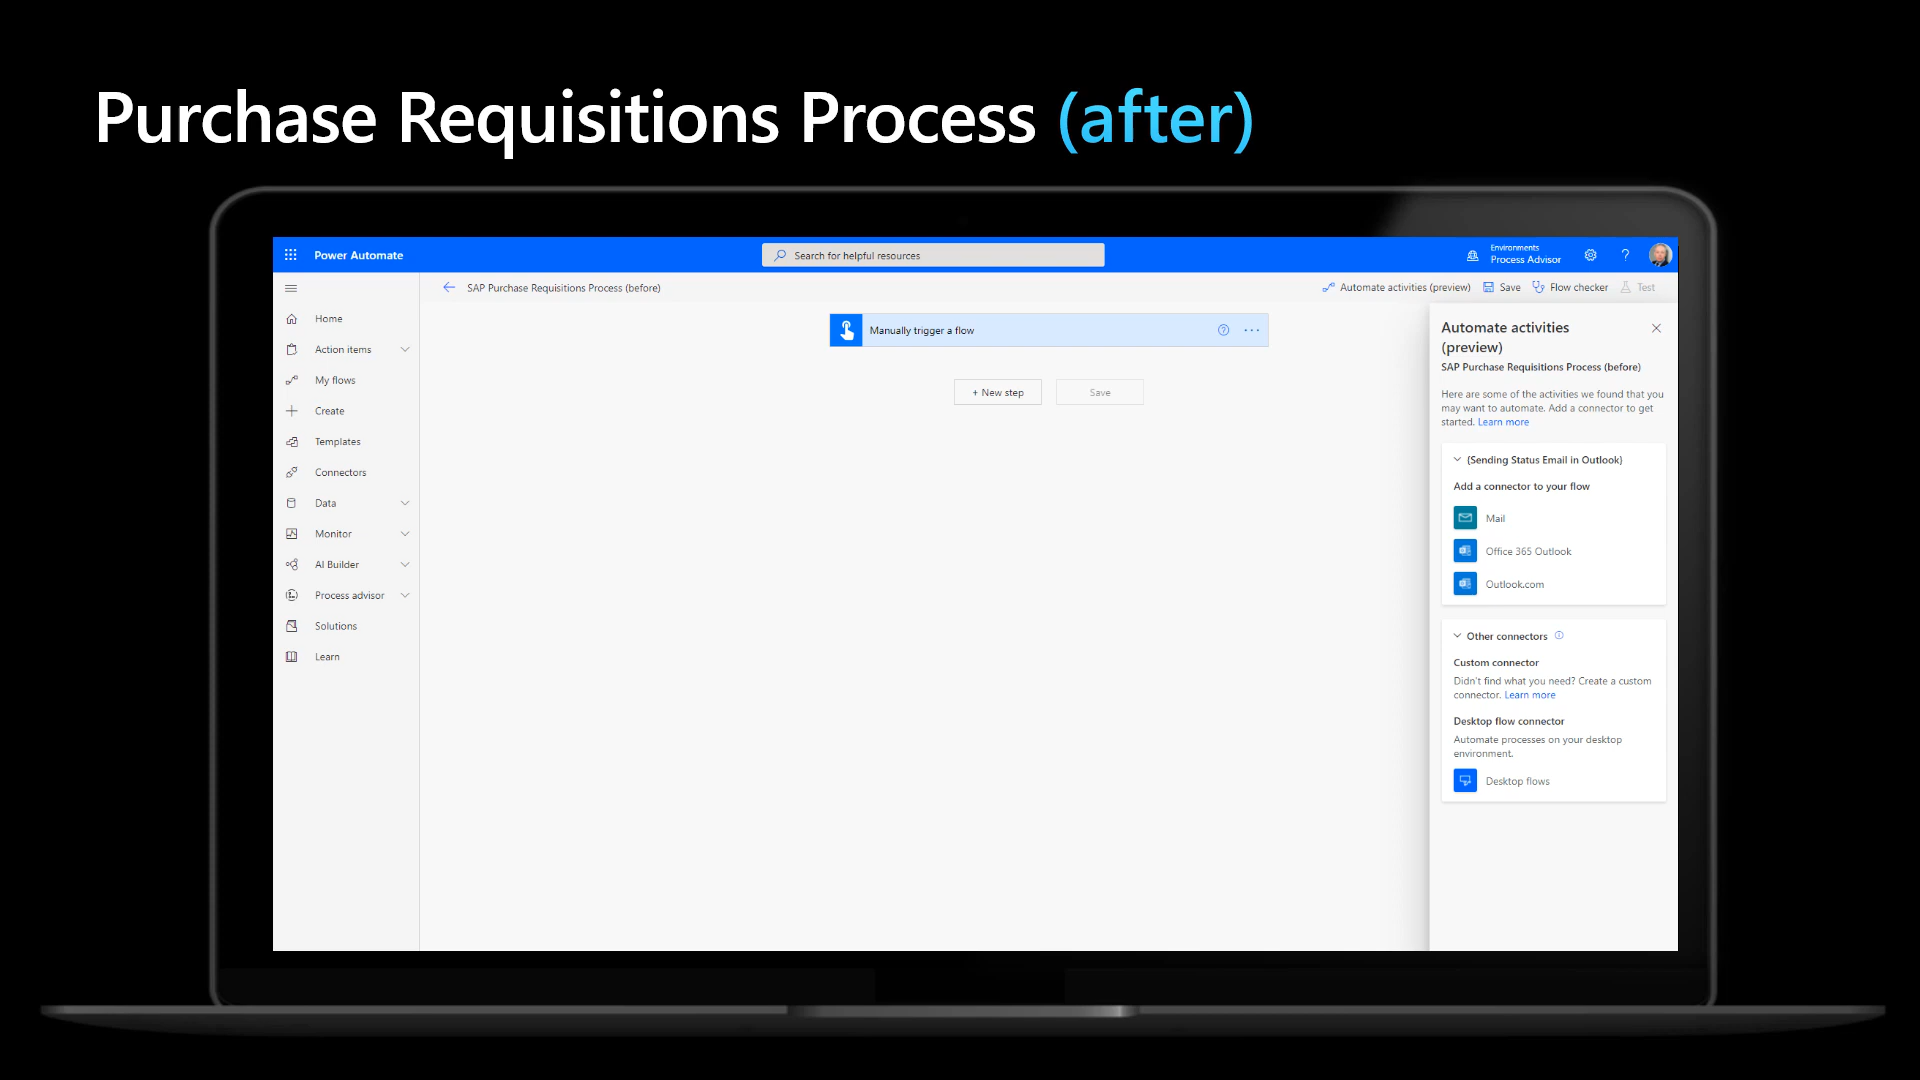 Purchase Requisitions Process (after)
Power Automate
Search for helpful resources
Environments
Process Advisor
?
SAP Purchase Requisitions Process (before)
Automate activities (preview)
Save
Flow checker
Test
Home
Action items
My flows
Create
Templates
Connectors
Data
Monitor
AI Builder
Process advisor
Solutions
Learn
Manually trigger a flow
+ New step
Save
Automate activities
(preview)
SAP Purchase Requisitions Process (before)
Here are some of the activities we found that you
may want to automate. Add a connector to get
started. Learn more
(Sending Status Email in Outlook)
Add a connector to your flow
Mail
Office 365 Outlook
Outlook.com
Other connectors
Custom connector
Didn't find what you need? Create a custom
connector. Learn more
Desktop flow connector
Automate processes on your desktop
environment.
Desktop flows